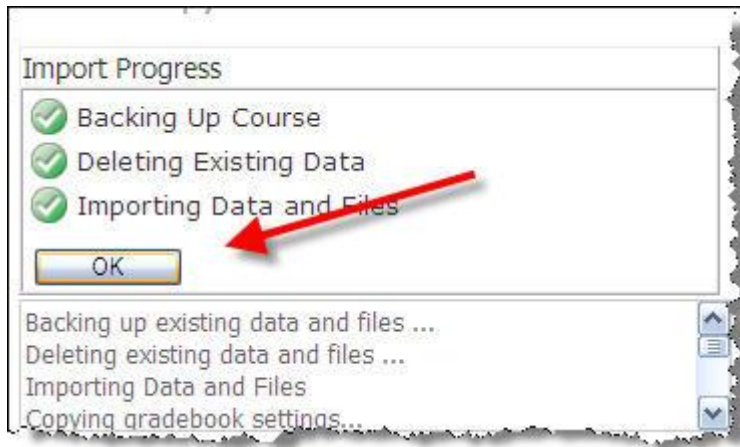 Import Progress
Backing Up Course
Deleting Existing Data
Importing Data and Files
OK
Backing up existing data and files ...
Deleting existing data and files ...
Importing Data and Files
Copying gradebook settings...